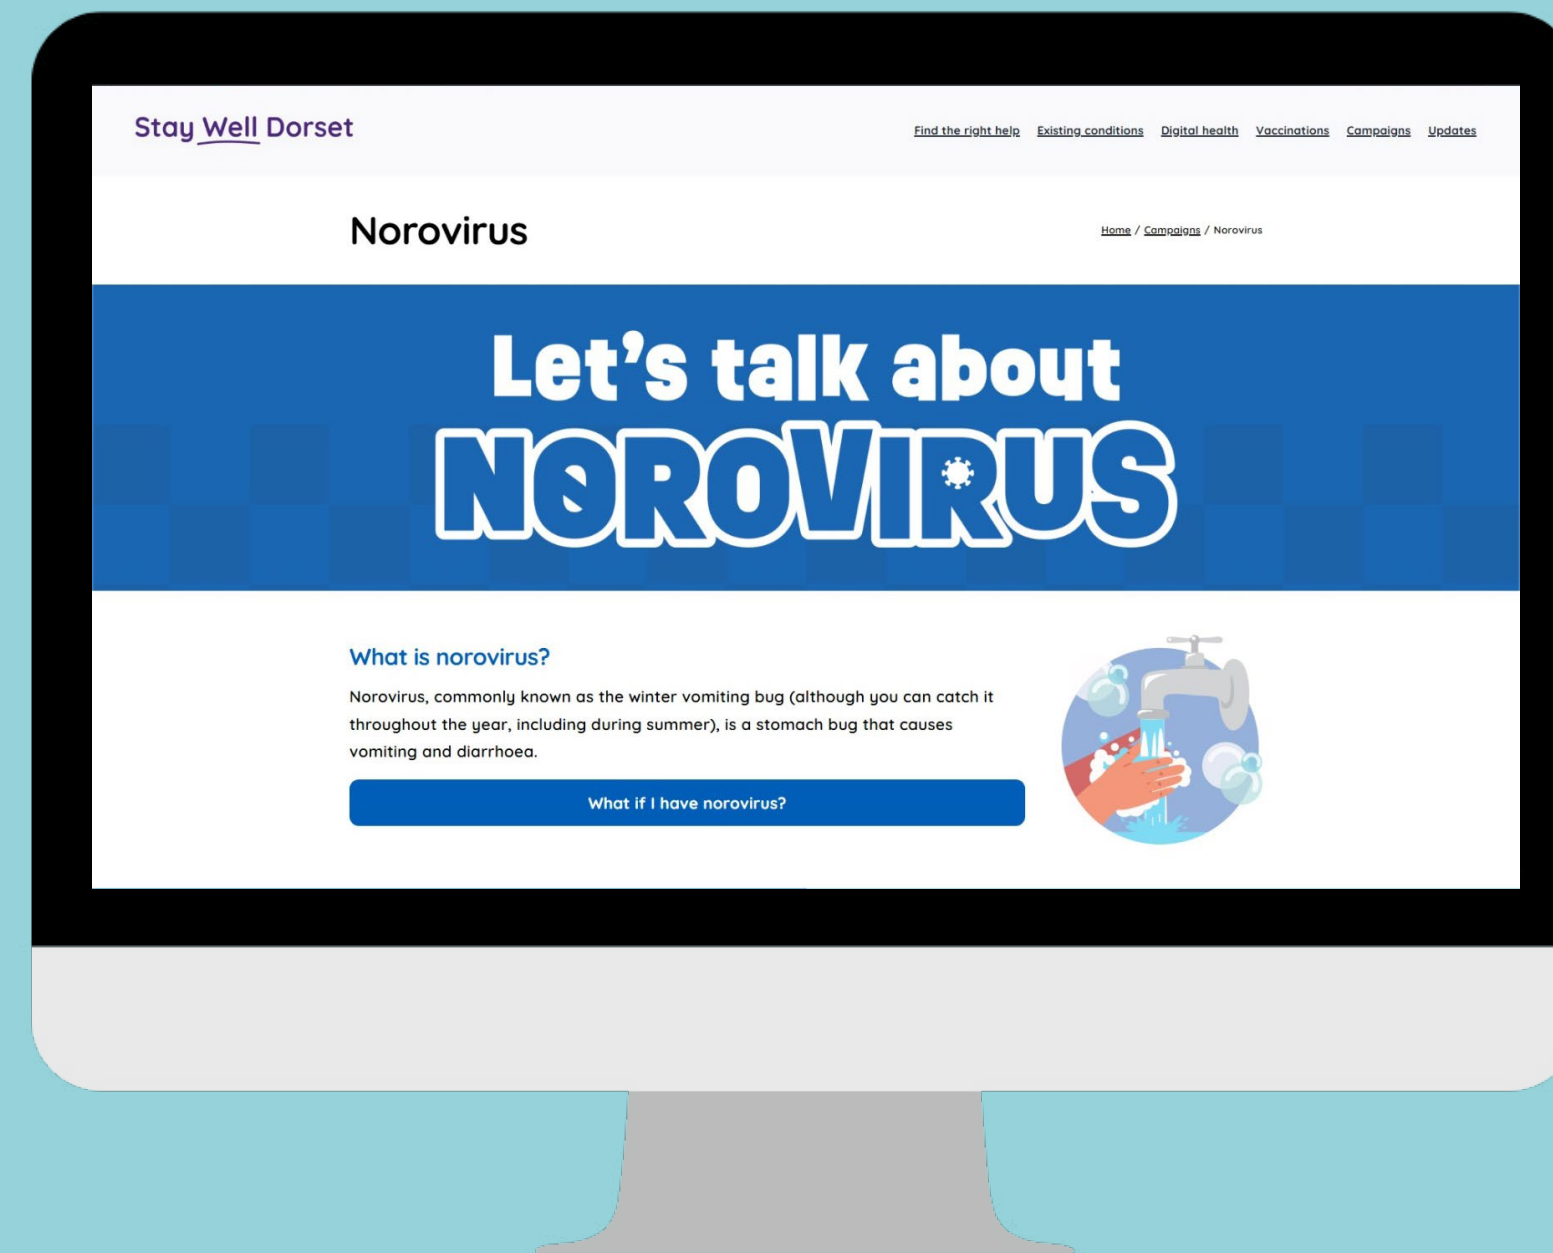 Stay Well Dorset
Find the right help Existing conditions Digital health Vaccinations Campaigns Updates
Norovirus
Home / Campaigns / Norovirus
Let's talk about
NOROVIRUS
What is norovirus?
Norovirus, commonly known as the winter vomiting bug (although you can catch it
throughout the year, including during summer), is a stomach bug that causes
vomiting and diarrhoea.
What if I have norovirus?